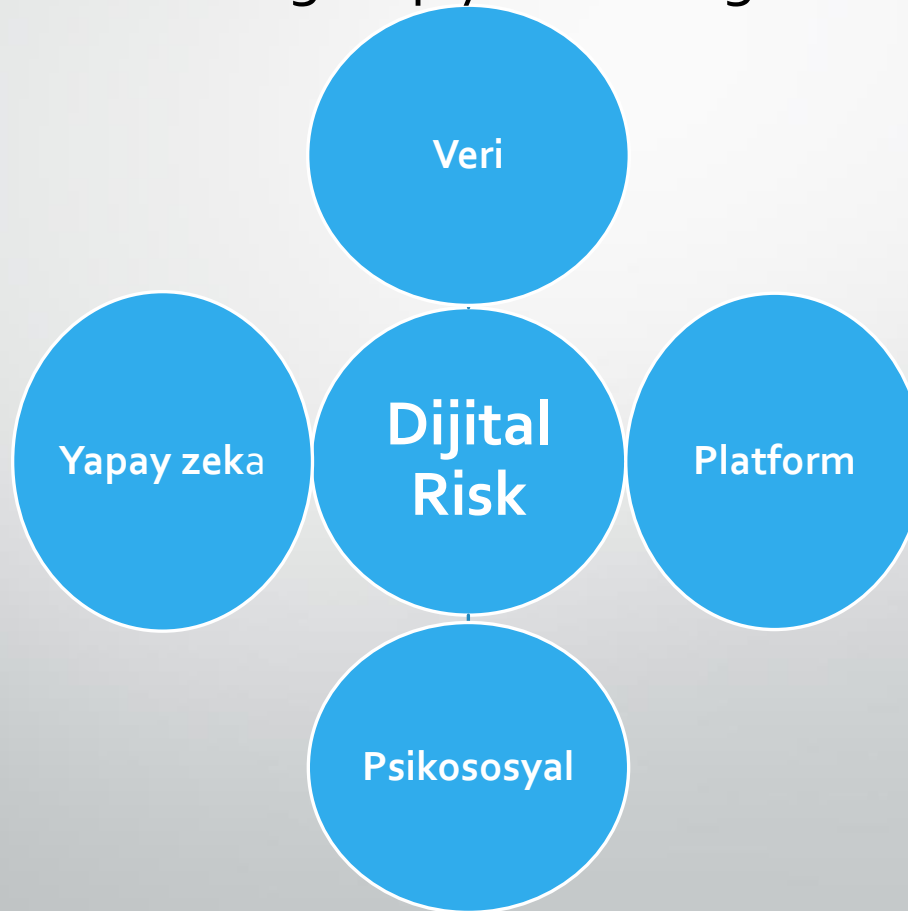 Veri
Yapay zeka
Dijital
Risk
Platform
Psikososyal